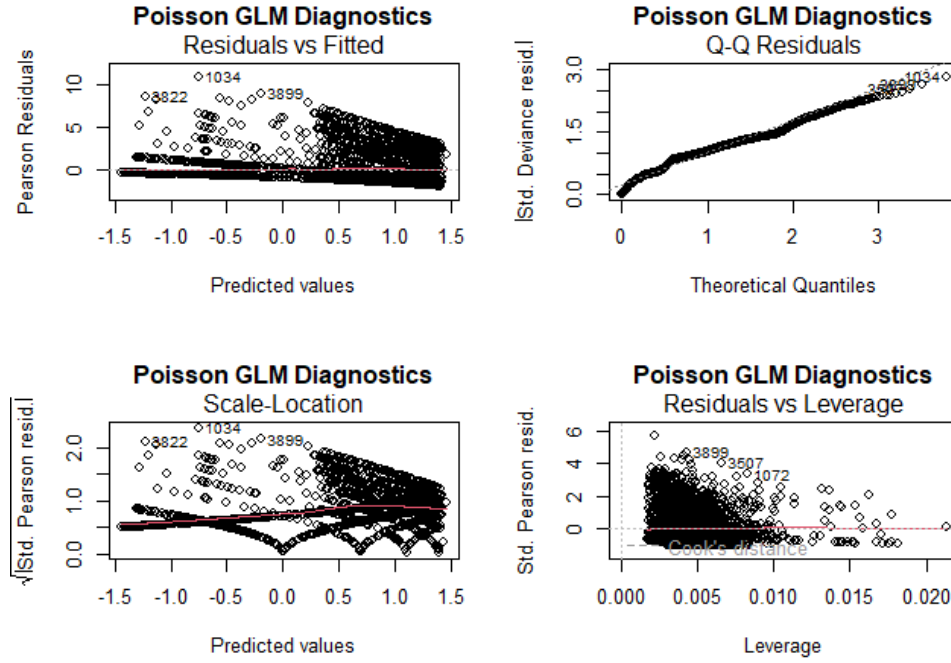 Poisson GLM Diagnostics
Residuals vs Fitted
Pearson Residuals
10
5
0
1034
3822
3899
-1.5 -1.0 -0.5 0.0 0.5 1.0 1.5
Predicted values
Poisson GLM Diagnostics
Q-Q Residuals
|Std. Deviance resid.|
3.0
1.5
0.0
1034
0 1 2 3
Theoretical Quantiles
Poisson GLM Diagnostics
Scale-Location
√|Std. Pearson resid.|
2.0
1.0
0.0
1034
3822
3899
-1.5 -1.0 -0.5 0.0 0.5 1.0 1.5
Predicted values
Poisson GLM Diagnostics
Residuals vs Leverage
Std. Pearson resid.
6
4
2
0
3899
3507
1072
Cook's distance
0.000 0.005 0.010 0.015 0.020
Leverage